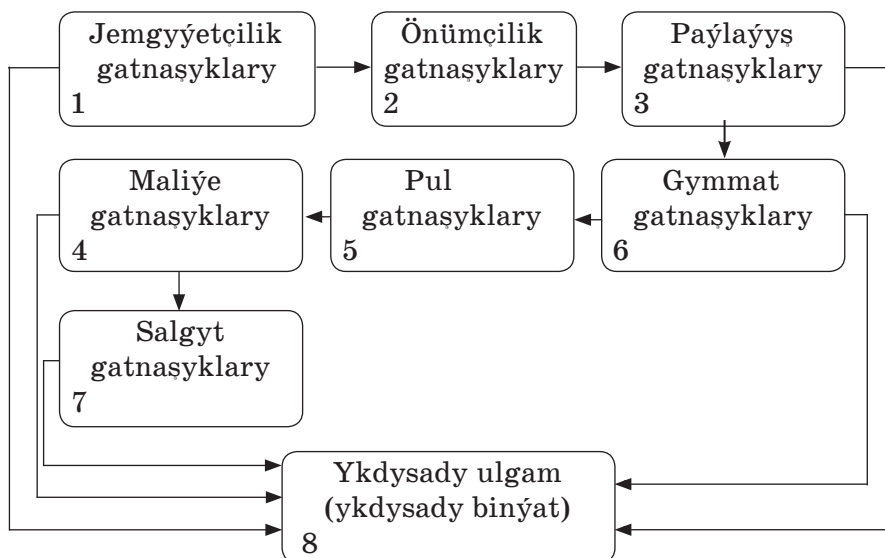 Jemgyýetçilik
gatnaşyklary
1
Önümçilik
gatnaşyklary
2
Paýlaýyş
gatnaşyklary
3
Maliýe
gatnaşyklary
4
Pul
gatnaşyklary
5
Gymmat
gatnaşyklary
6
Salgyt
gatnaşyklary
7
Ykdysady ulgam
(ykdysady binýat)
8